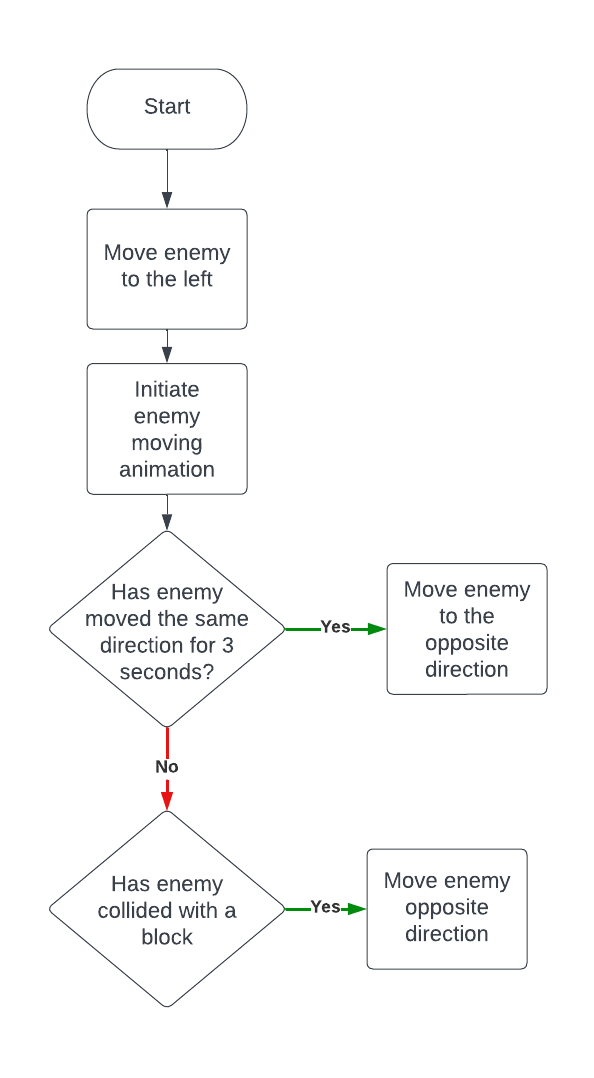 Start
Move enemy
to the left
Initiate
enemy
moving
animation
Has enemy
moved the same
direction for 3
seconds?
Yes
Move enemy
to the
opposite
direction
No
Has enemy
collided with a
block
Yes
Move enemy
opposite
direction